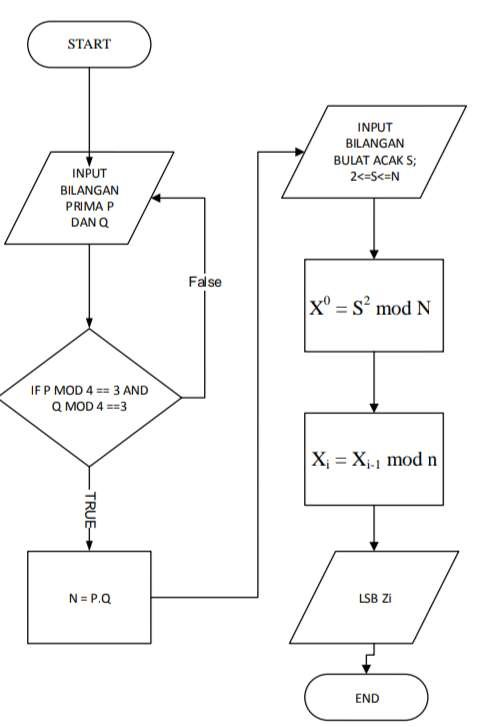 START
INPUT
BILANGAN
PRIMA P
DAN Q
False
IF P MOD 4 == 3 AND
Q MOD 4 ==3
TRUE
N = P.Q
INPUT
BILANGAN
BULAT ACAK S;
2<=S<=N
X⁰ = S² mod N
Xᵢ = Xᵢ₋₁ mod n
LSB Zi
END